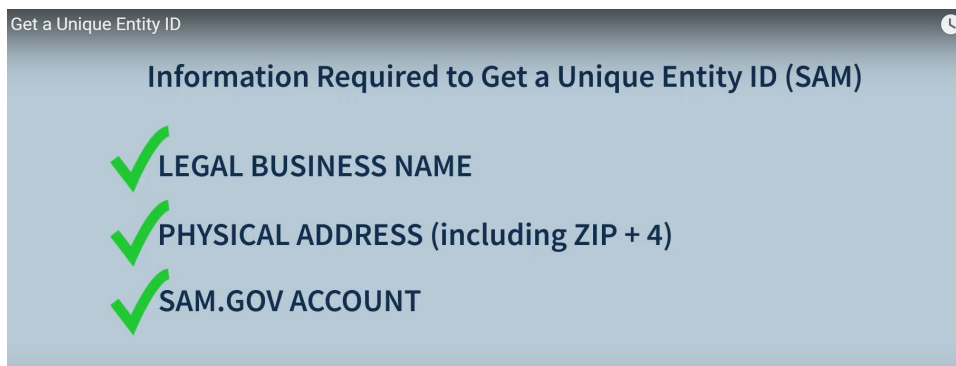 Get a Unique Entity ID
Information Required to Get a Unique Entity ID (SAM)
LEGAL BUSINESS NAME
PHYSICAL ADDRESS (including ZIP + 4)
SAM.GOV ACCOUNT